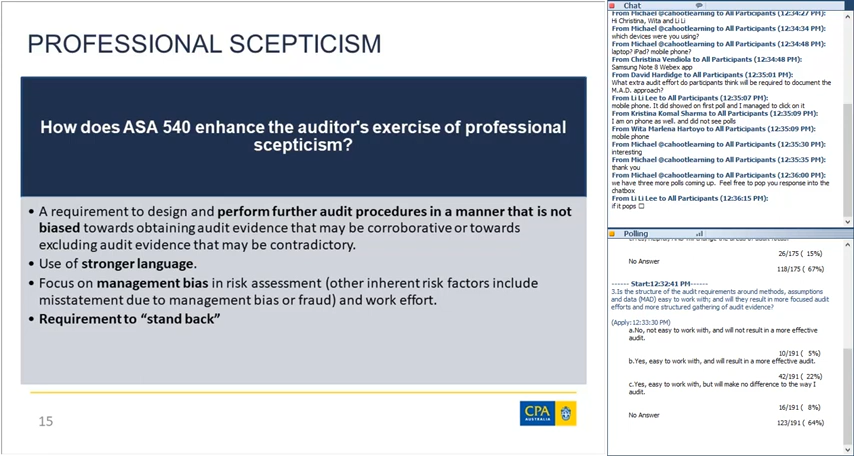 PROFESSIONAL SCEPTICISM
How does ASA 540 enhance the auditor's exercise of professional
scepticism?
• A requirement to design and perform further audit procedures in a manner that is not
biased towards obtaining audit evidence that may be corroborative or towards
excluding audit evidence that may be contradictory.
• Use of stronger language.
• Focus on management bias in risk assessment (other inherent risk factors include
misstatement due to management bias or fraud) and work effort.
• Requirement to “stand back”
15
CPA
AUSTRALIA
Chat
From Michael @cahootlearning to All Participants (12:34:27 PM):
Hi Christina, Wita and Li Li
From Michael @cahootlearning to All Participants (12:34:34 PM):
which devices were you using?
From Michael @cahootlearning to All Participants (12:34:48 PM):
laptop? iPad? mobile phone?
From Christina Vendiola to All Participants (12:34:48 PM):
Samsung Note 8 Webex app
From David Hardidge to All Participants (12:35:01 PM):
What extra audit effort do participants think will be required to document the
M.A.D. approach?
From Li Li Lee to All Participants (12:35:07 PM):
mobile phone. It did showed on first poll and I managed to click on it
From Kristina Komal Sharma to All Participants (12:35:09 PM):
I am on phone as well. and did not see polls
From Wita Marlena Hartoyo to All Participants (12:35:09 PM):
mobile phone
From Michael @cahootlearning to All Participants (12:35:30 PM):
interesting
From Michael @cahootlearning to All Participants (12:35:35 PM):
thank you
From Michael @cahootlearning to All Participants (12:36:00 PM):
we have three more polls coming up. Feel free to pop you response into the
chatbox
From Li Li Lee to All Participants (12:36:15 PM):
if it pops
Polling
26/175 ( 15%)
No Answer
118/175 ( 67%)
------ Start:12:32:41 PM------
3.Is the structure of the audit requirements around methods, assumptions
and data (MAD) easy to work with; and will they result in more focused audit
efforts and more structured gathering of audit evidence?
(Apply:12:33:30 PM)
a.No, not easy to work with, and will not result in a more effective
audit.
10/191 ( 5%)
b.Yes, easy to work with, and will result in a more effective audit.
42/191 ( 22%)
c.Yes, easy to work with, but will make no difference to the way I
audit.
16/191 ( 8%)
No Answer
123/191 ( 64%)